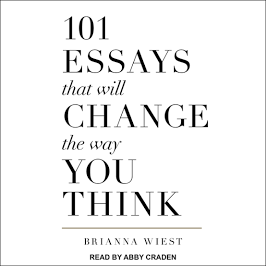 101
ESSAYS
that will
CHANGE
the way
YOU
THINK
BRIANNA WIEST
READ BY ABBY CRADEN